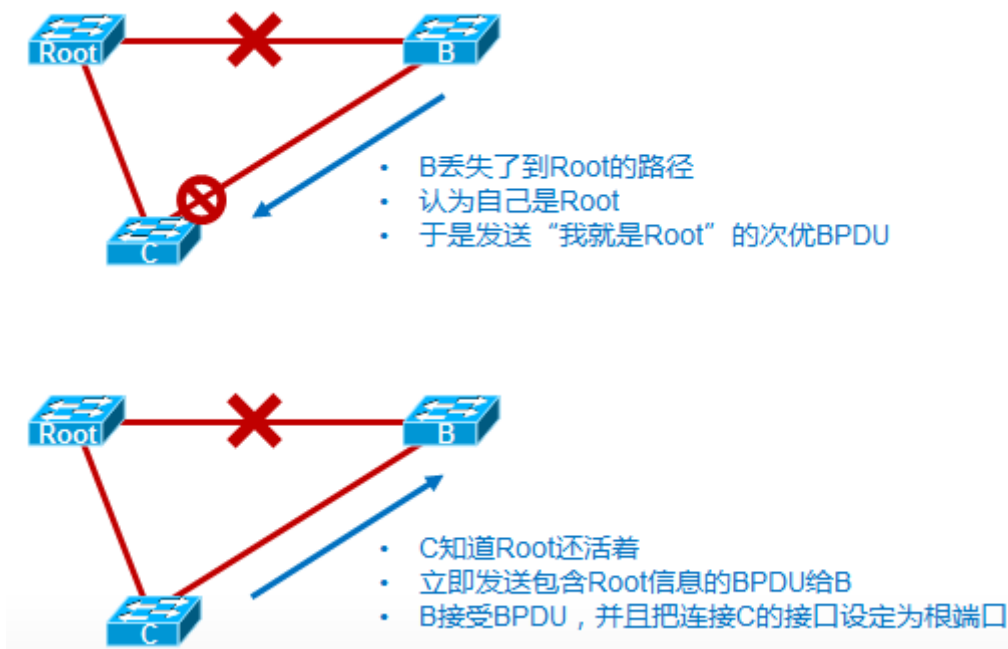 Root
B
• B丢失了到Root的路径
• 认为自己是Root
• 于是发送“我就是Root”的次优BPDU
C
Root
B
• C知道Root还活着
• 立即发送包含Root信息的BPDU给B
• B接受BPDU，并且把连接C的接口设定为根端口
C